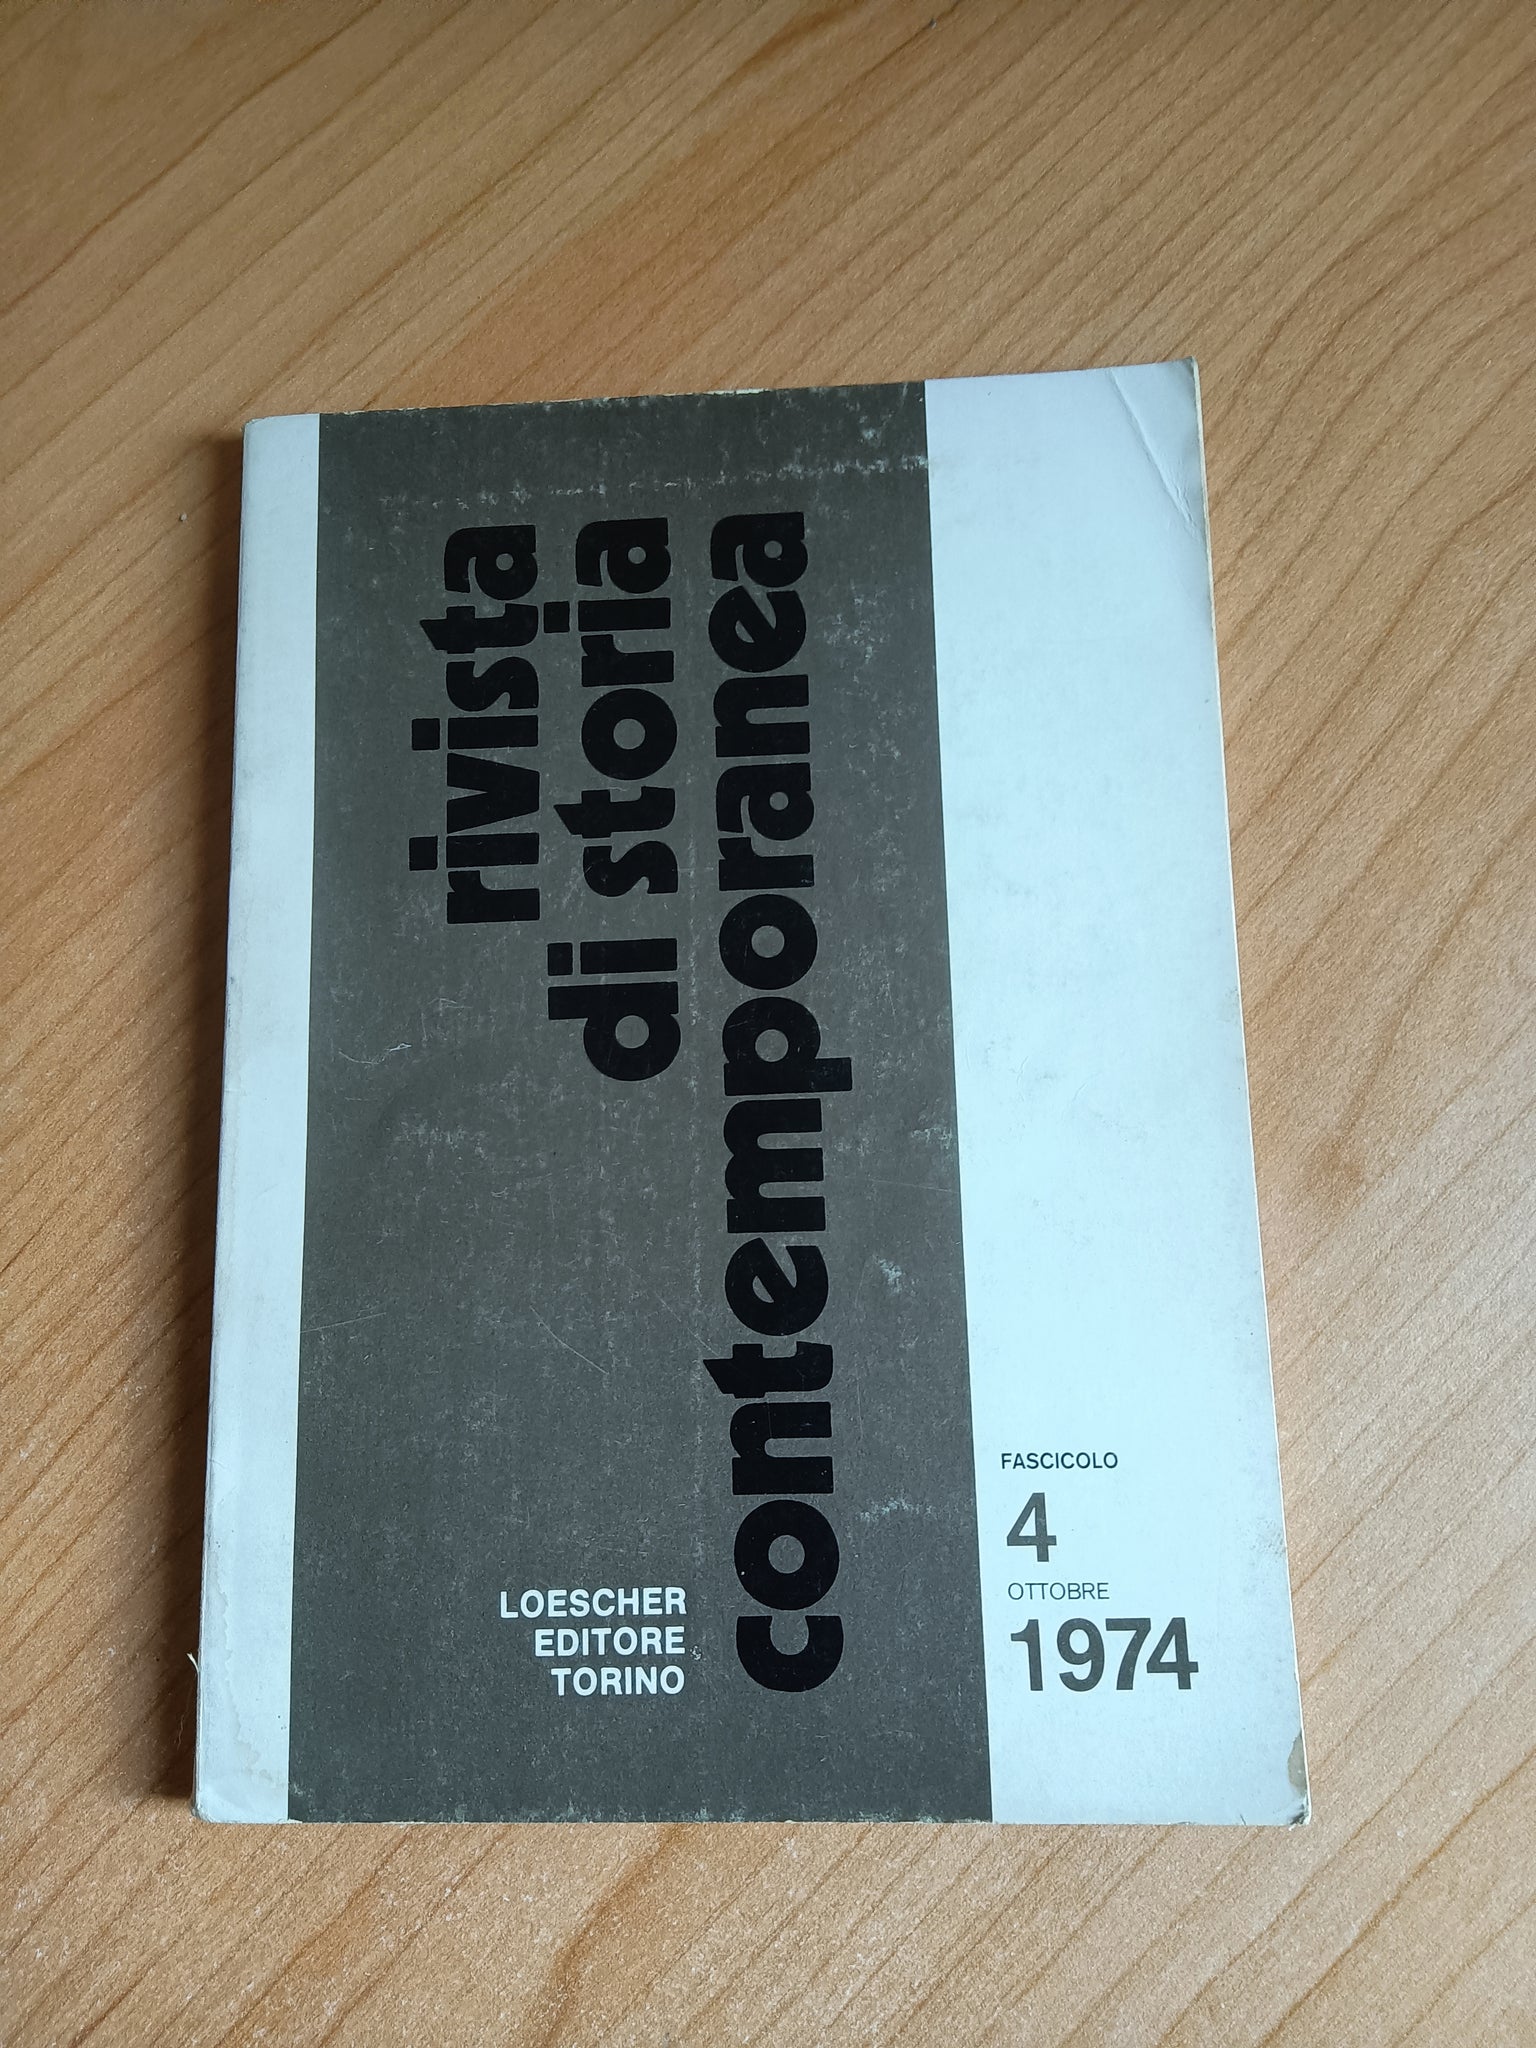 rivista
di storia
contemporanea
LOESCHER
EDITORE
TORINO
FASCICOLO
4
OTTOBRE
1974